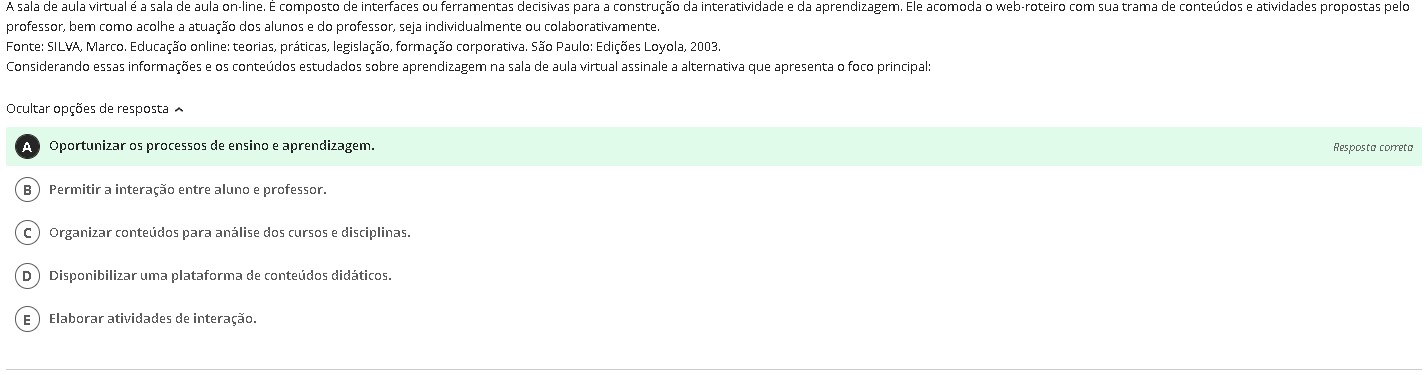 A sala de aula virtual é a sala de aula on-line. É composto de interfaces ou ferramentas decisivas para a construção da interatividade e da aprendizagem. Ele acomoda o web-roteiro com sua trama de conteúdos e atividades propostas pelo
professor, bem como acolhe a atuação dos alunos e do professor, seja individualmente ou colaborativamente.
Fonte: SILVA, Marco. Educação online: teorias, práticas, legislação, formação corporativa. São Paulo: Edições Loyola, 2003.
Considerando essas informações e os conteúdos estudados sobre aprendizagem na sala de aula virtual assinale a alternativa que apresenta o foco principal:
Ocultar opções de resposta
A Oportunizar os processos de ensino e aprendizagem. Resposta correta
B Permitir a interação entre aluno e professor.
C Organizar conteúdos para análise dos cursos e disciplinas.
D Disponibilizar uma plataforma de conteúdos didáticos.
E Elaborar atividades de interação.